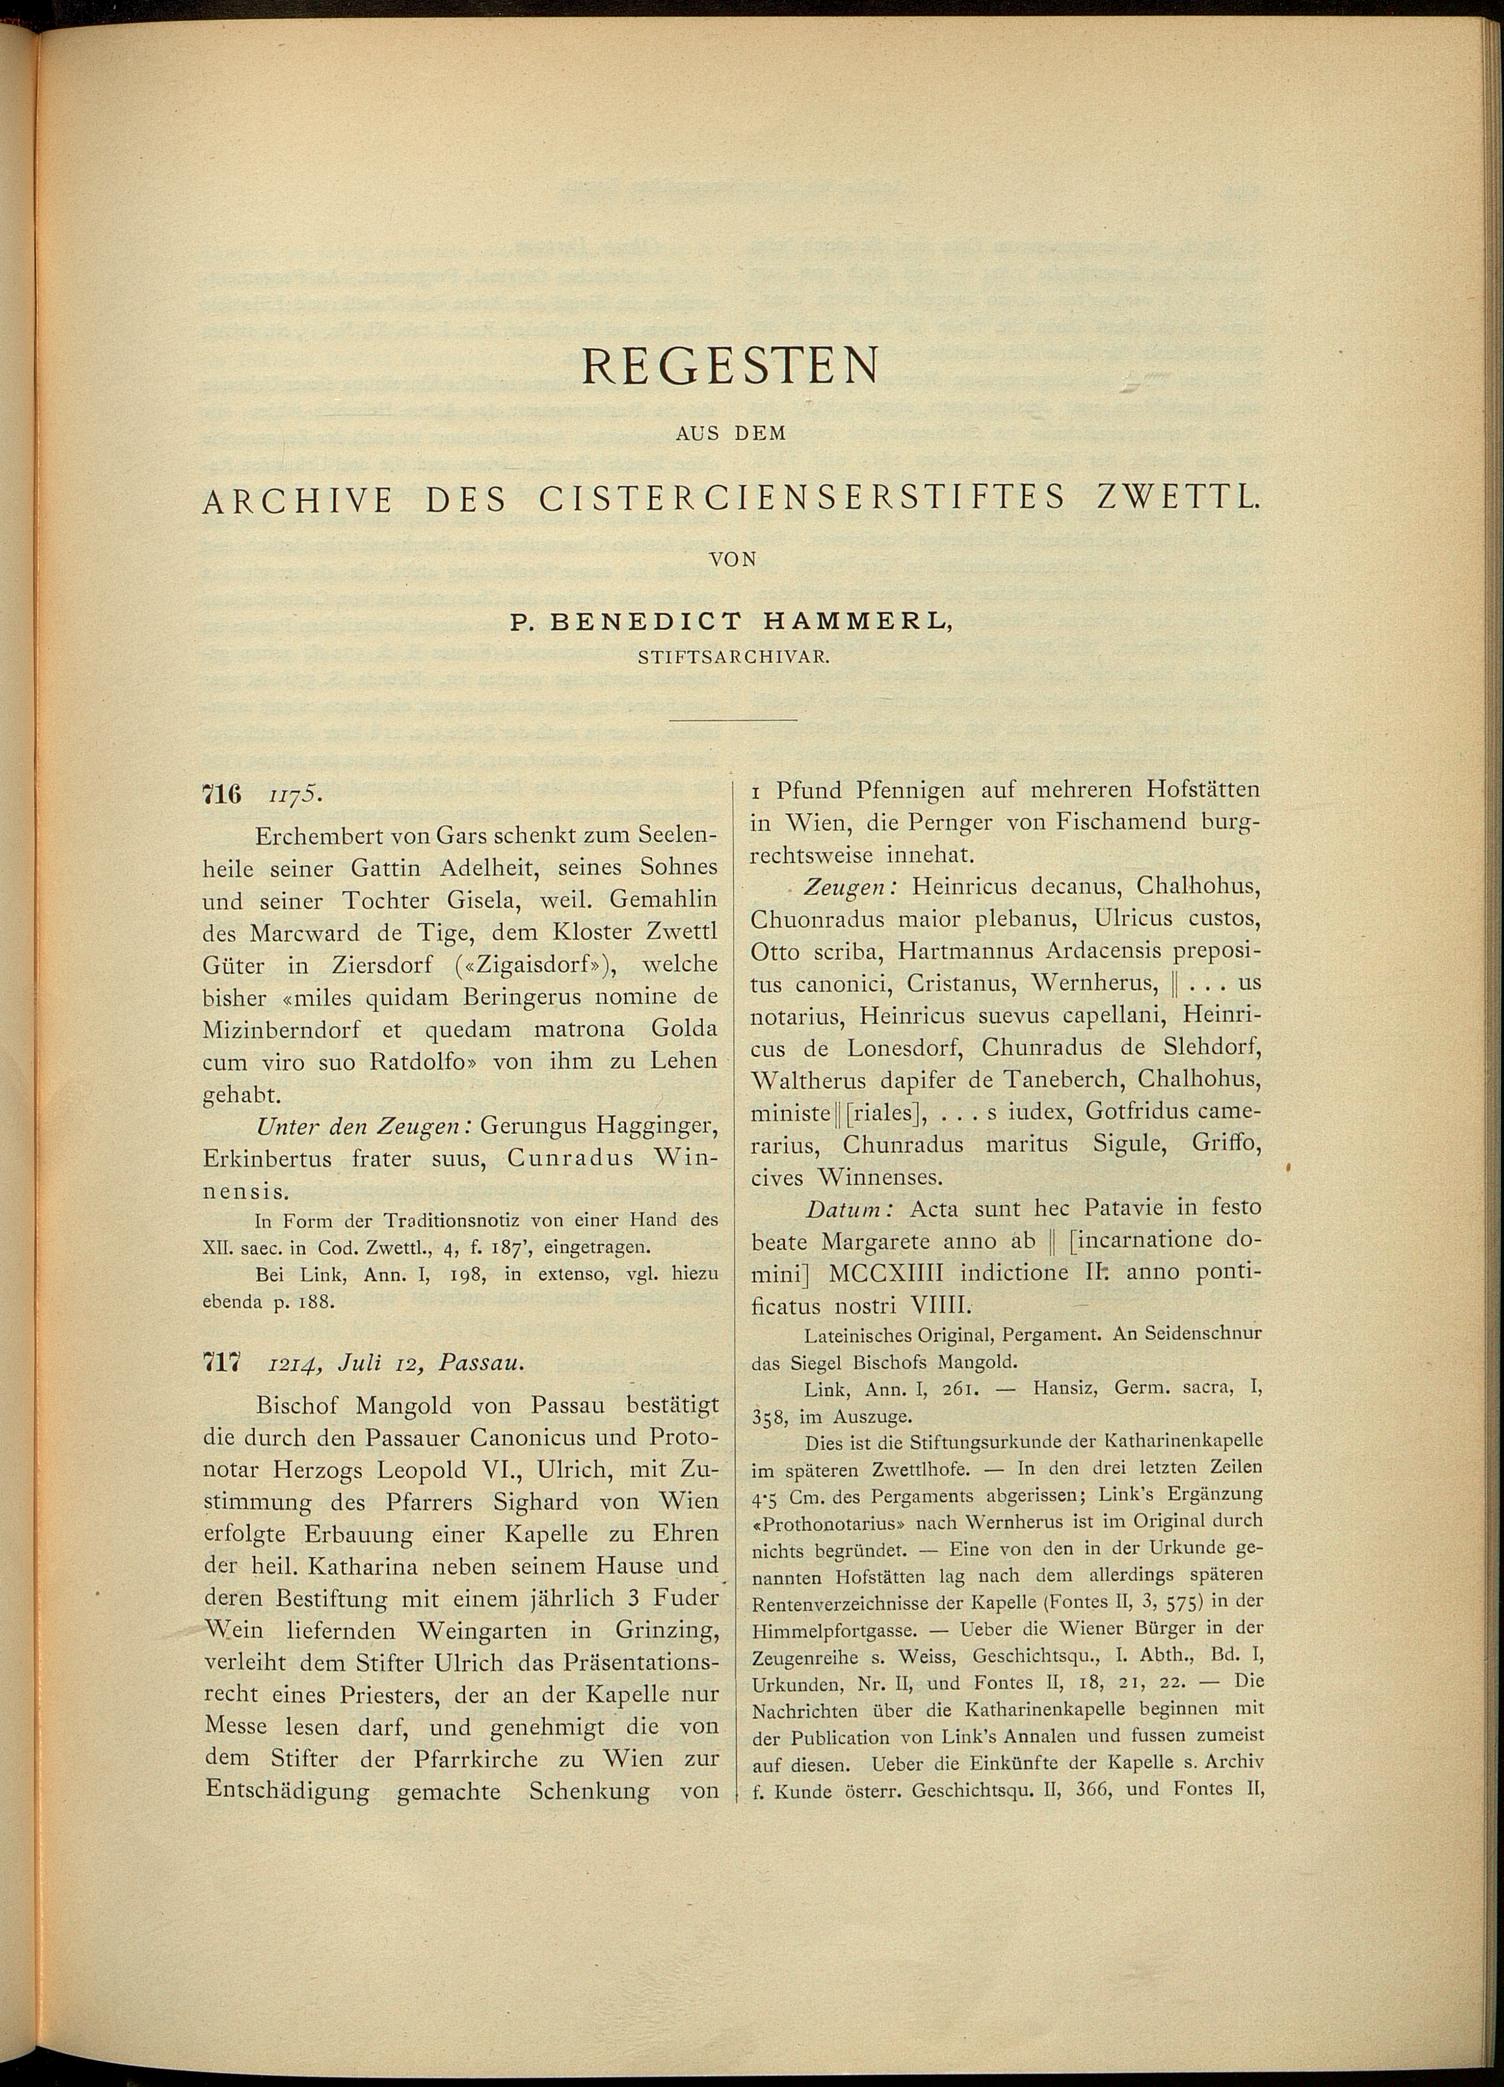 REGESTEN
AUS DEM
ARCHIVE DES CISTERCIENSERSTIFTES ZWETTL.
VON
P. BENEDICT HAMMERL,
STIFTSARCHIVAR.
716 1175.
Erchembert von Gars schenkt zum Seelen-
heile seiner Gattin Adelheit, seines Sohnes
und seiner Tochter Gisela, weil. Gemahlin
des Marcward de Tige, dem Kloster Zwettl
Güter in Ziersdorf («Zigaisdorf»), welche
bisher «miles quidam Beringerus nomine de
Mizinberndorf et quedam matrona Golda
cum viro suo Ratdolfo» von ihm zu Lehen
gehabt.
Unter den Zeugen: Gerungus Hagginger,
Erkinbertus frater suus, Cunradus Win-
nensis.
In Form der Traditionsnotiz von einer Hand des
XII. saec. in Cod. Zwettl., 4, f. 187', eingetragen.
Bei Link, Ann. I, 198, in extenso, vgl. hiezu
ebenda p. 188.
717 1214, Juli 12, Passau.
Bischof Mangold von Passau bestätigt
die durch den Passauer Canonicus und Proto-
notar Herzogs Leopold VI., Ulrich, mit Zu-
stimmung des Pfarrers Sighard von Wien
erfolgte Erbauung einer Kapelle zu Ehren
der heil. Katharina neben seinem Hause und
deren Bestiftung mit einem jährlich 3 Fuder
Wein liefernden Weingarten in Grinzing,
verleiht dem Stifter Ulrich das Präsentations-
recht eines Priesters, der an der Kapelle nur
Messe lesen darf, und genehmigt die von
dem Stifter der Pfarrkirche zu Wien zur
Entschädigung gemachte Schenkung von
1 Pfund Pfennigen auf mehreren Hofstätten
in Wien, die Pernger von Fischamend burg-
rechtsweise innehat.
Zeugen: Heinricus decanus, Chalhohus,
Chuonradus maior plebanus, Ulricus custos,
Otto scriba, Hartmannus Ardacensis preposi-
tus canonici, Cristanus, Wernherus, || . . . us
notarius, Heinricus suevus capellani, Heinri-
cus de Lonesdorf, Chunradus de Slehdorf,
Waltherus dapifer de Taneberch, Chalhohus,
ministe||[riales], . . . s iudex, Gotfridus came-
rarius, Chunradus maritus Sigule, Griffo,
cives Winnenses.
Datum: Acta sunt hec Patavie in festo
beate Margarete anno ab || [incarnatione do-
mini] MCCXIIII indictione II. anno ponti-
ficatus nostri VIIII.
Lateinisches Original, Pergament. An Seidenschnur
das Siegel Bischofs Mangold.
Link, Ann. I, 261. — Hansiz, Germ. sacra, I,
358, im Auszuge.
Dies ist die Stiftungsurkunde der Katharinenkapelle
im späteren Zwettlhofe. — In den drei letzten Zeilen
4·5 Cm. des Pergaments abgerissen; Link's Ergänzung
«Prothonotarius» nach Wernherus ist im Original durch
nichts begründet. — Eine von den in der Urkunde ge-
nannten Hofstätten lag nach dem allerdings späteren
Rentenverzeichnisse der Kapelle (Fontes II, 3, 575) in der
Himmelpfortgasse. — Ueber die Wiener Bürger in der
Zeugenreihe s. Weiss, Geschichtsqu., I. Abth., Bd. I,
Urkunden, Nr. II, und Fontes II, 18, 21, 22. — Die
Nachrichten über die Katharinenkapelle beginnen mit
der Publication von Link's Annalen und fussen zumeist
auf diesen. Ueber die Einkünfte der Kapelle s. Archiv
f. Kunde österr. Geschichtsqu. II, 366, und Fontes II,